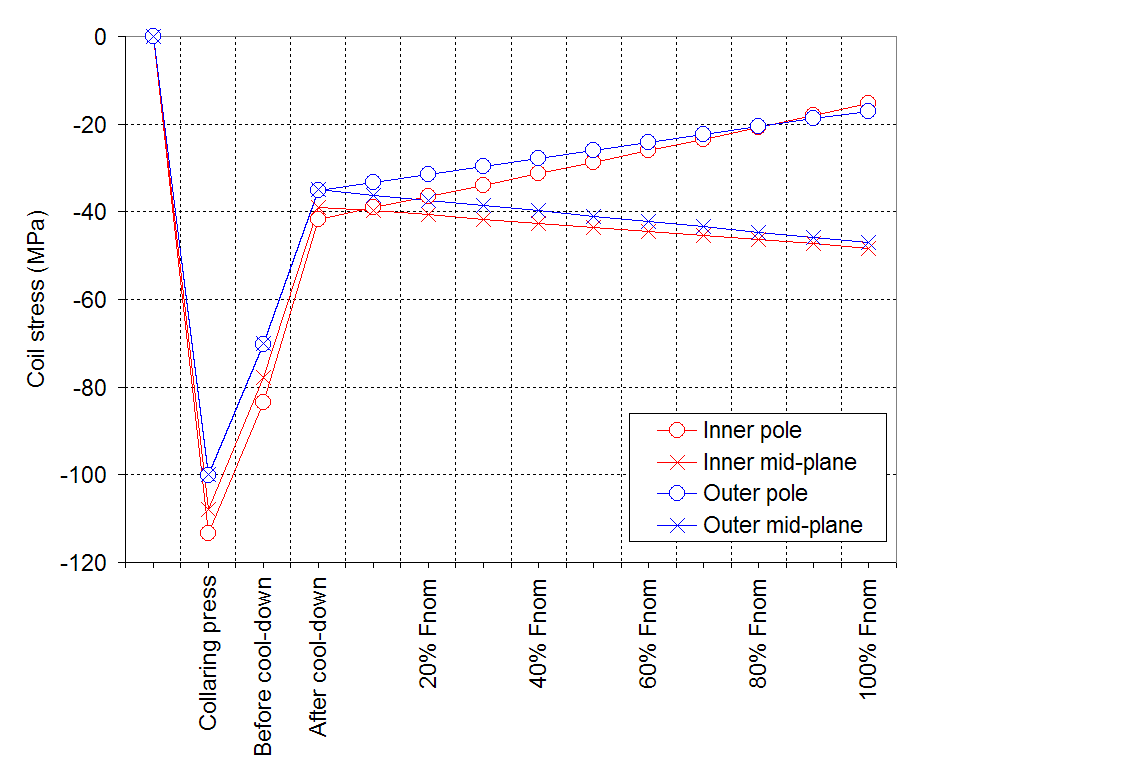 0
-20
-40
-60
-80
-100
-120
Coil stress (MPa)
Inner pole
Inner mid-plane
Outer pole
Outer mid-plane
Collaring press
Before cool-down
After cool-down
20% Fnom
40% Fnom
60% Fnom
80% Fnom
100% Fnom